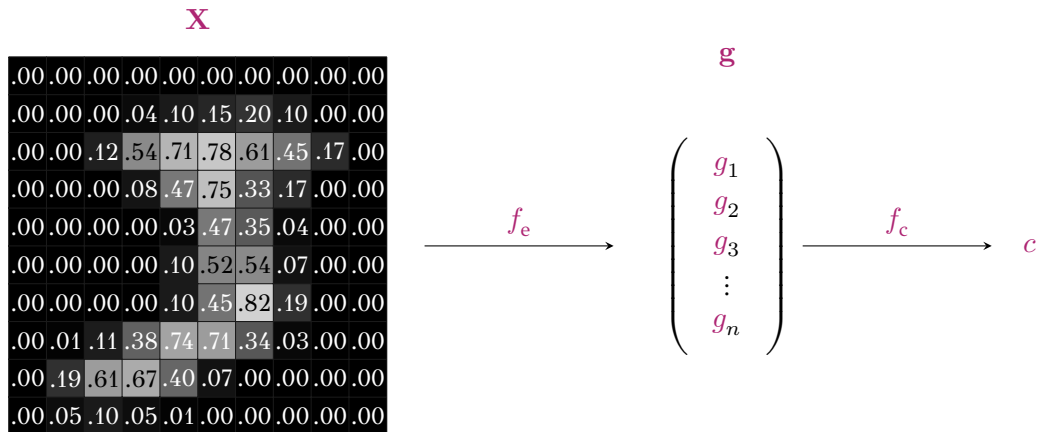 X
.00 .00 .00 .00 .00 .00 .00 .00 .00 .00
.00 .00 .00 .04 .10 .15 .20 .10 .00 .00
.00 .00 .12 .54 .71 .78 .61 .45 .17 .00
.00 .00 .00 .08 .47 .75 .33 .17 .00 .00
.00 .00 .00 .00 .03 .47 .35 .04 .00 .00
.00 .00 .00 .00 .10 .52 .54 .07 .00 .00
.00 .00 .00 .00 .10 .45 .82 .19 .00 .00
.00 .01 .11 .38 .74 .71 .34 .03 .00 .00
.00 .19 .61 .67 .40 .07 .00 .00 .00 .00
.00 .05 .10 .05 .01 .00 .00 .00 .00 .00
fₑ
g
g₁
g₂
g₃
⋮
gₙ
f_c
c